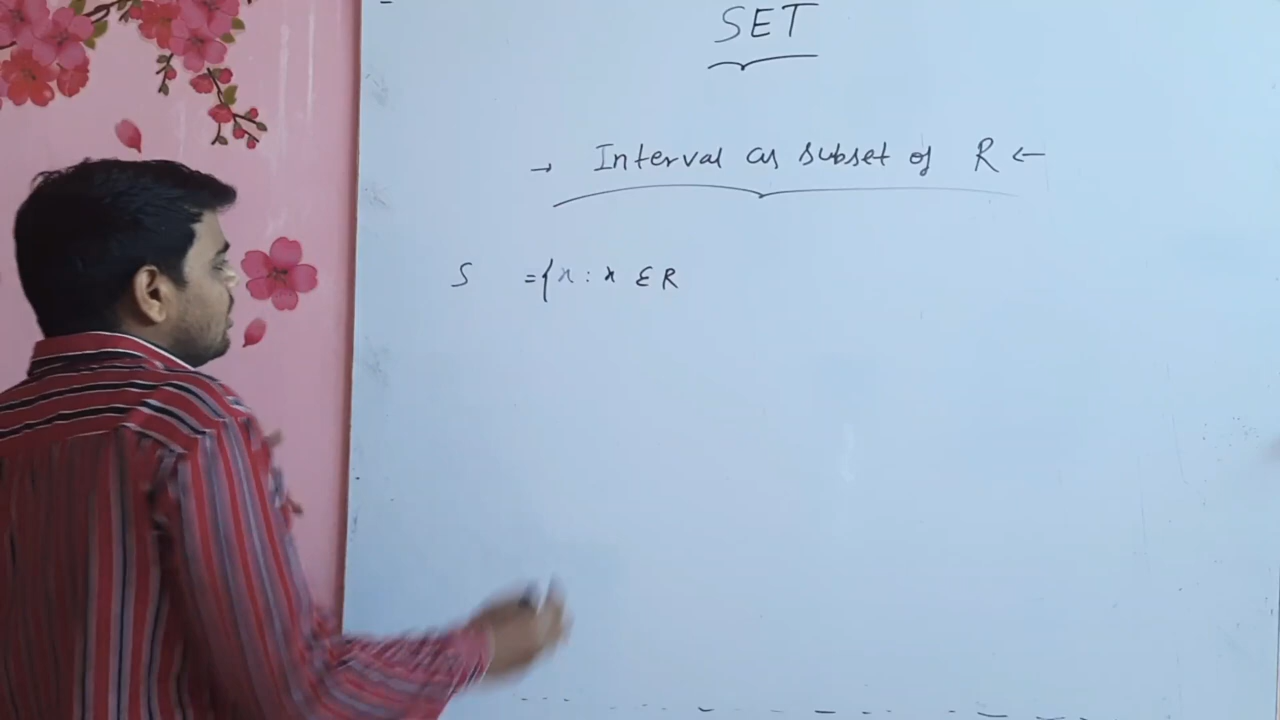 SET
→ Interval as subset of R ←
S = { x : x ∈ R